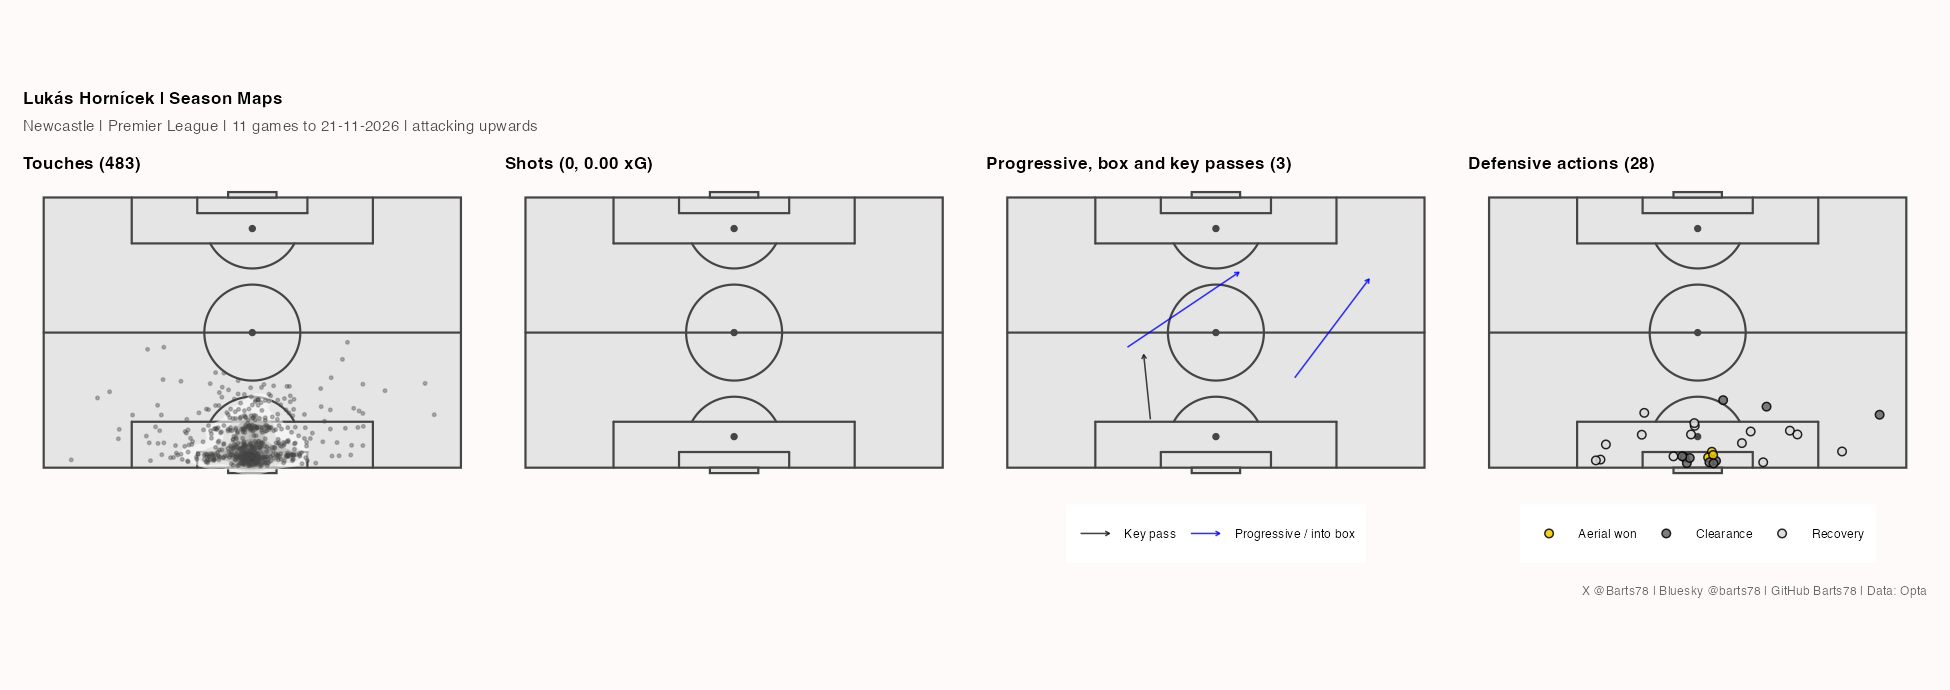 Lukás Hornícek | Season Maps
Newcastle | Premier League | 11 games to 21-11-2026 | attacking upwards
Touches (483)
Shots (0, 0.00 xG)
Progressive, box and key passes (3)
Defensive actions (28)
Key pass
Progressive / into box
Aerial won
Clearance
Recovery
X @Barts78 | Bluesky @barts78 | GitHub Barts78 | Data: Opta